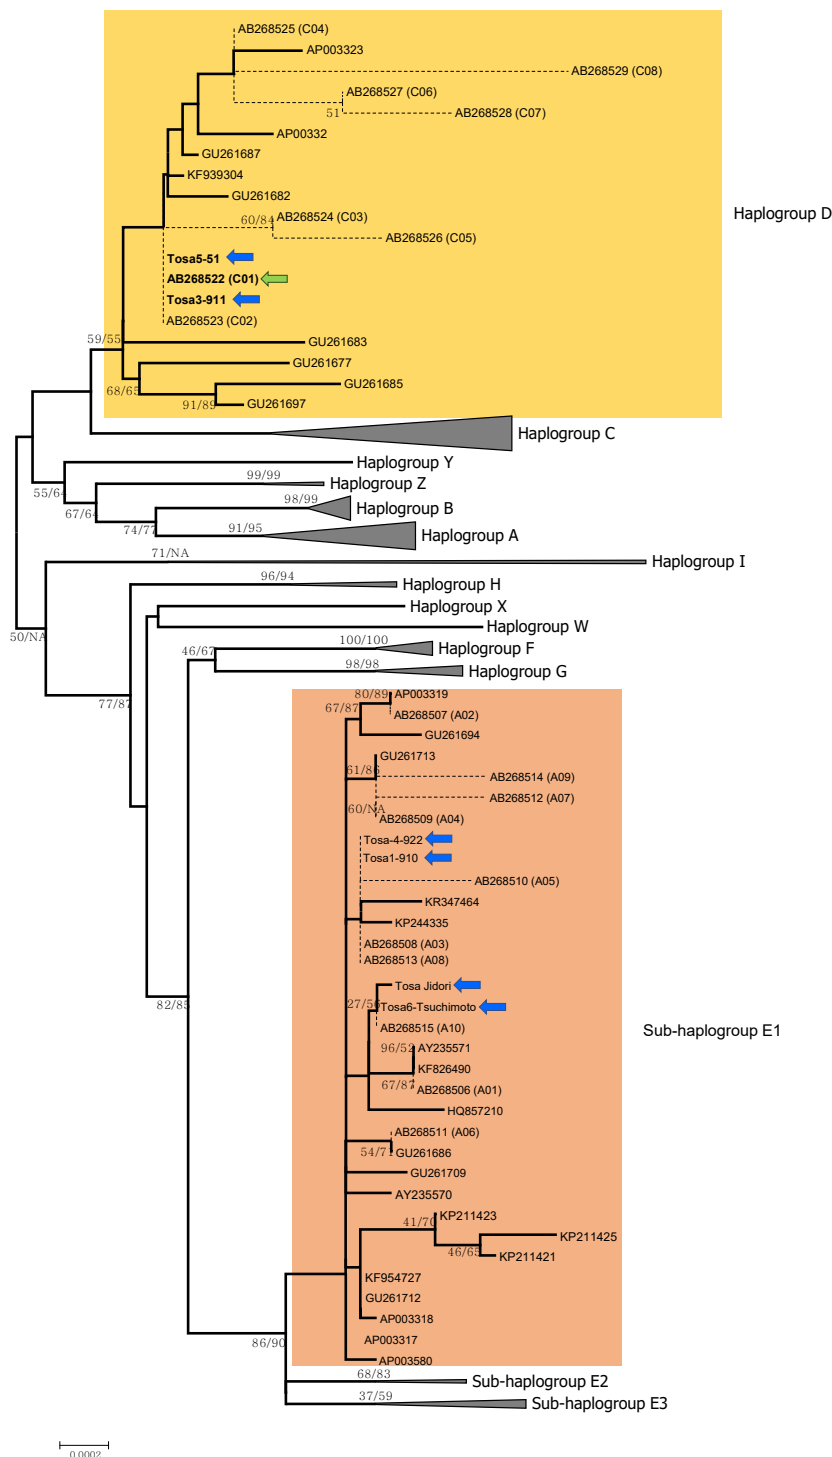 AB268525 (C04)
AP003323
AB268529 (C08)
AB268527 (C06)
51
AB268528 (C07)
AP00332
GU261687
KF939304
GU261682
Haplogroup D
60/84
AB268524 (C03)
AB268526 (C05)
Tosa5-51
AB268522 (C01)
Tosa3-911
AB268523 (C02)
59/55
GU261683
GU261677
68/65
GU261685
91/89
GU261697
Haplogroup C
Haplogroup Y
55/64
99/99
Haplogroup Z
67/64
98/99
Haplogroup B
74/77
91/95
Haplogroup A
71/NA
Haplogroup I
96/94
Haplogroup H
Haplogroup X
Haplogroup W
50/NA
46/67
100/100
Haplogroup F
98/98
Haplogroup G
77/87
80/89
AP003319
67/87
AB268507 (A02)
GU261694
GU261713
61/86
AB268514 (A09)
AB268512 (A07)
60/NA
AB268509 (A04)
Tosa-4-922
Tosa1-910
AB268510 (A05)
KR347464
KP244335
AB268508 (A03)
AB268513 (A08)
Tosa Jidori
82/85
27/56
Tosa6-Tsuchimoto
AB268515 (A10)
Sub-haplogroup E1
96/52
AY235571
KF826490
67/87
AB268506 (A01)
HQ857210
AB268511 (A06)
54/71
GU261686
GU261709
AY235570
KP211423
41/70
KP211425
46/65
KP211421
KF954727
GU261712
AP003318
AP003317
86/90
AP003580
68/83
Sub-haplogroup E2
37/59
Sub-haplogroup E3
0.0002